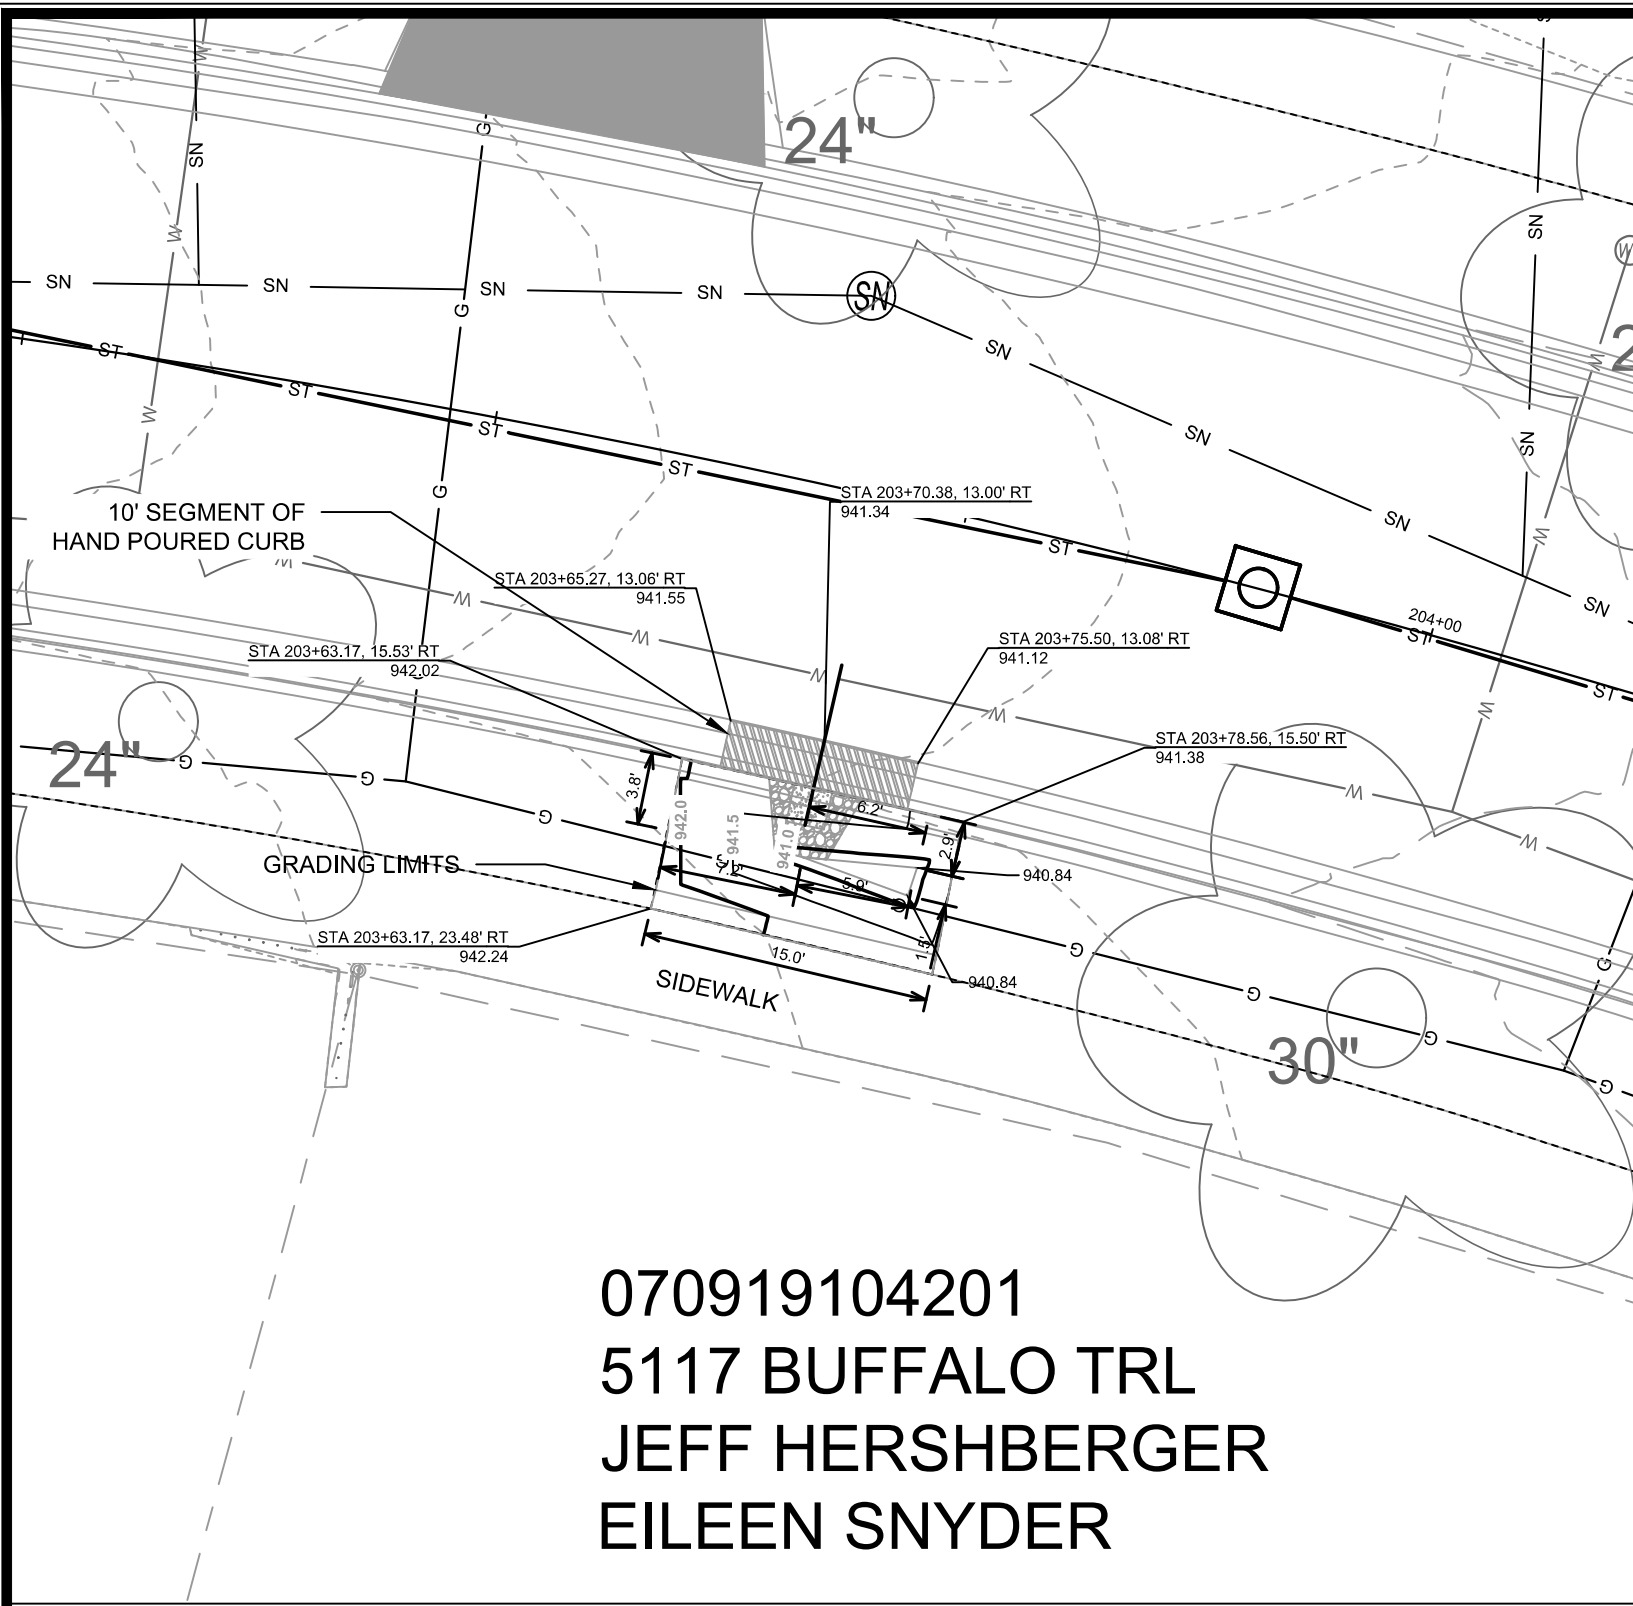 24"
W
SN
G
SN
SN
W
W
SN
SN
SN
SN
SN
G
SN
ST
ST
W
ST
SN
SN
W
ST
STA 203+70.38, 13.00' RT
941.34
G
10' SEGMENT OF
HAND POURED CURB
SN
W
ST
W
STA 203+65.27, 13.06' RT
941.55
W
SN
204+00
ST
W
STA 203+75.50, 13.08' RT
941.12
STA 203+63.17, 15.53' RT
942.02
G
W
ST
W
W
STA 203+78.56, 15.50' RT
941.38
24"
G
G
3.8'
942.0
941.5
941.0
6.2'
W
G
W
2.9'
GRADING LIMITS
7.2'
5.9'
940.84
G
STA 203+63.17, 23.48' RT
942.24
15.0'
1.5'
G
G
SIDEWALK
940.84
G
30"
G
G
070919104201
5117 BUFFALO TRL
JEFF HERSHBERGER
EILEEN SNYDER